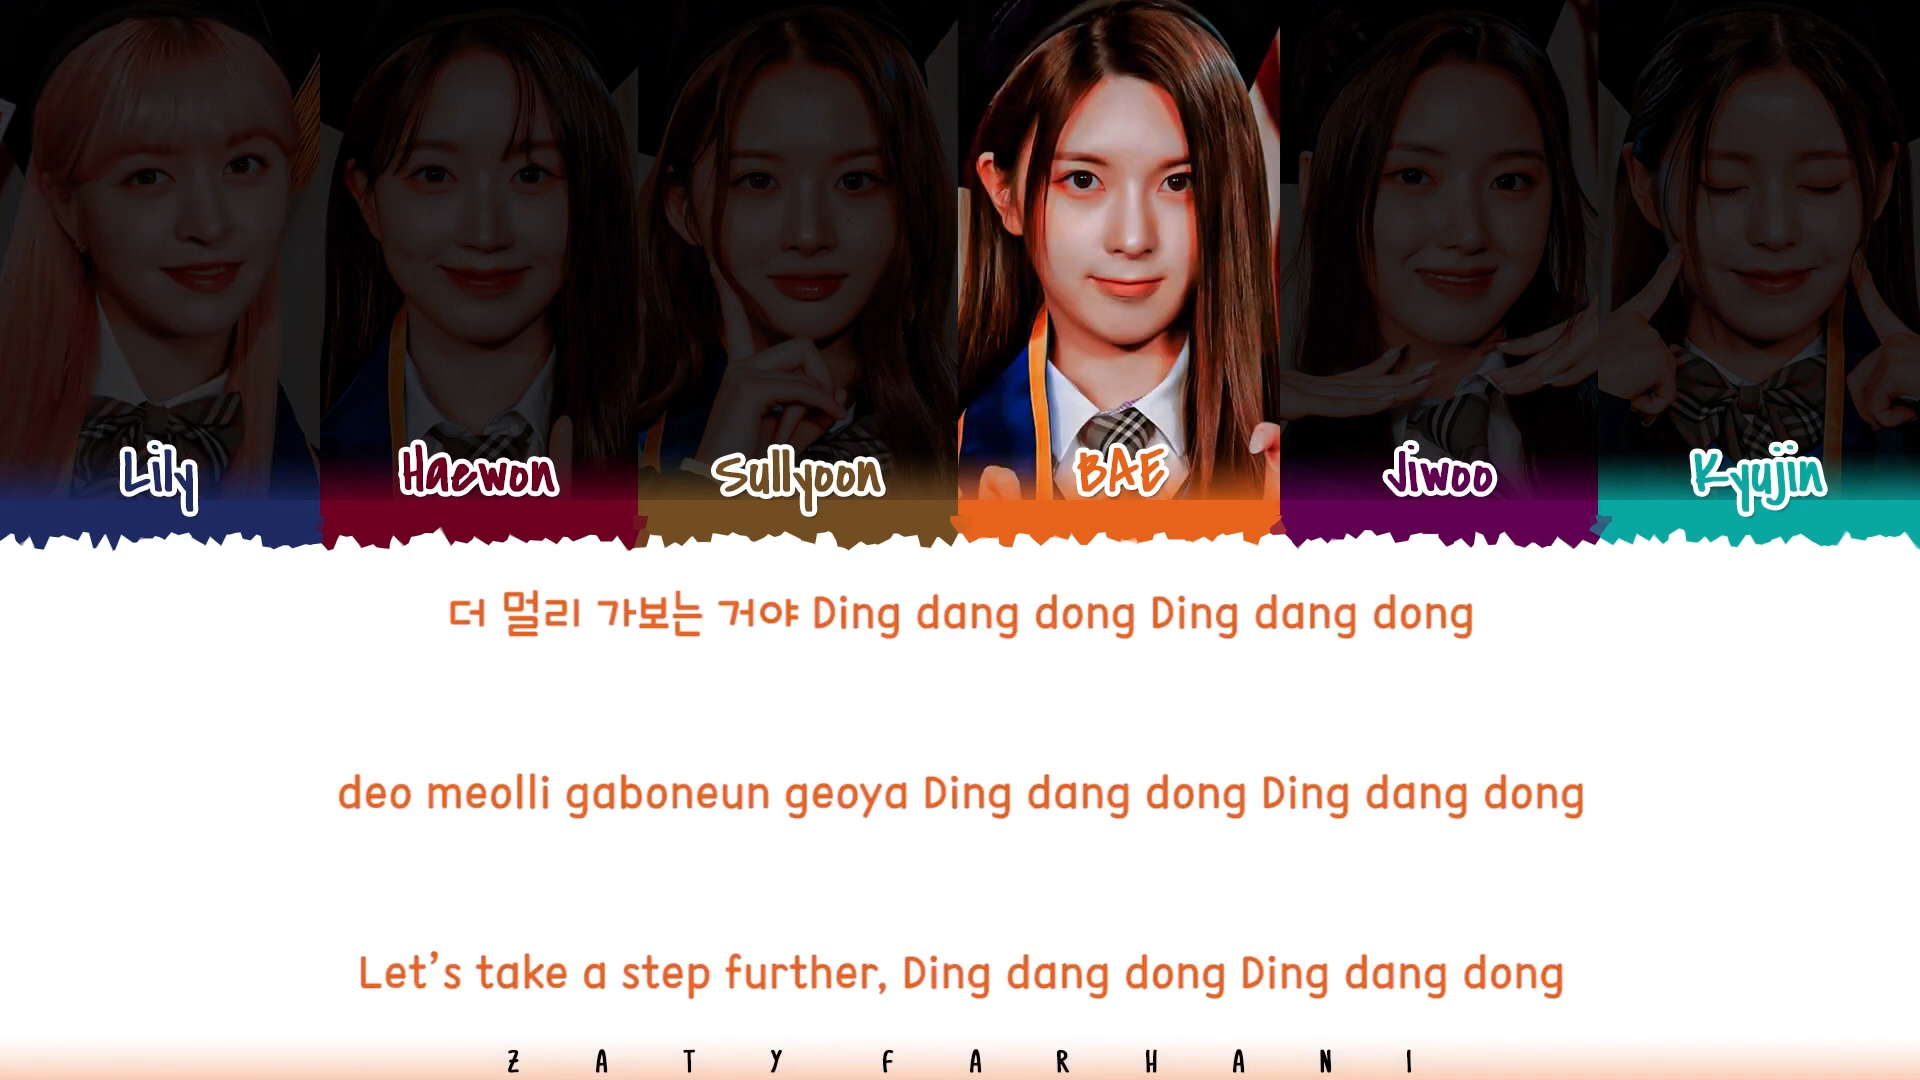 Lily Haewon Sullyoon BAE Jiwoo Kyujin
더 멀리 가보는 거야 Ding dang dong Ding dang dong
deo meolli gaboneun geoya Ding dang dong Ding dang dong
Let's take a step further, Ding dang dong Ding dang dong
ZATY FARHANI